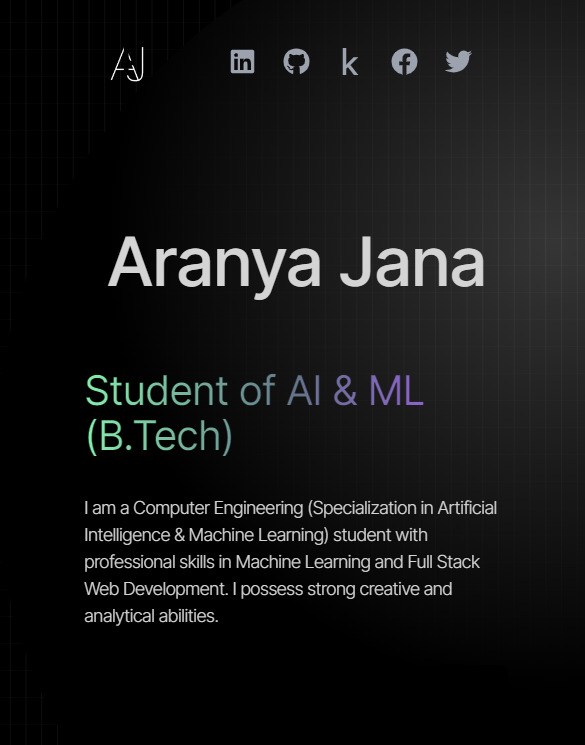 AJ
in k f
Aranya Jana
Student of AI & ML
(B.Tech)
I am a Computer Engineering (Specialization in Artificial
Intelligence & Machine Learning) student with
professional skills in Machine Learning and Full Stack
Web Development. I possess strong creative and
analytical abilities.